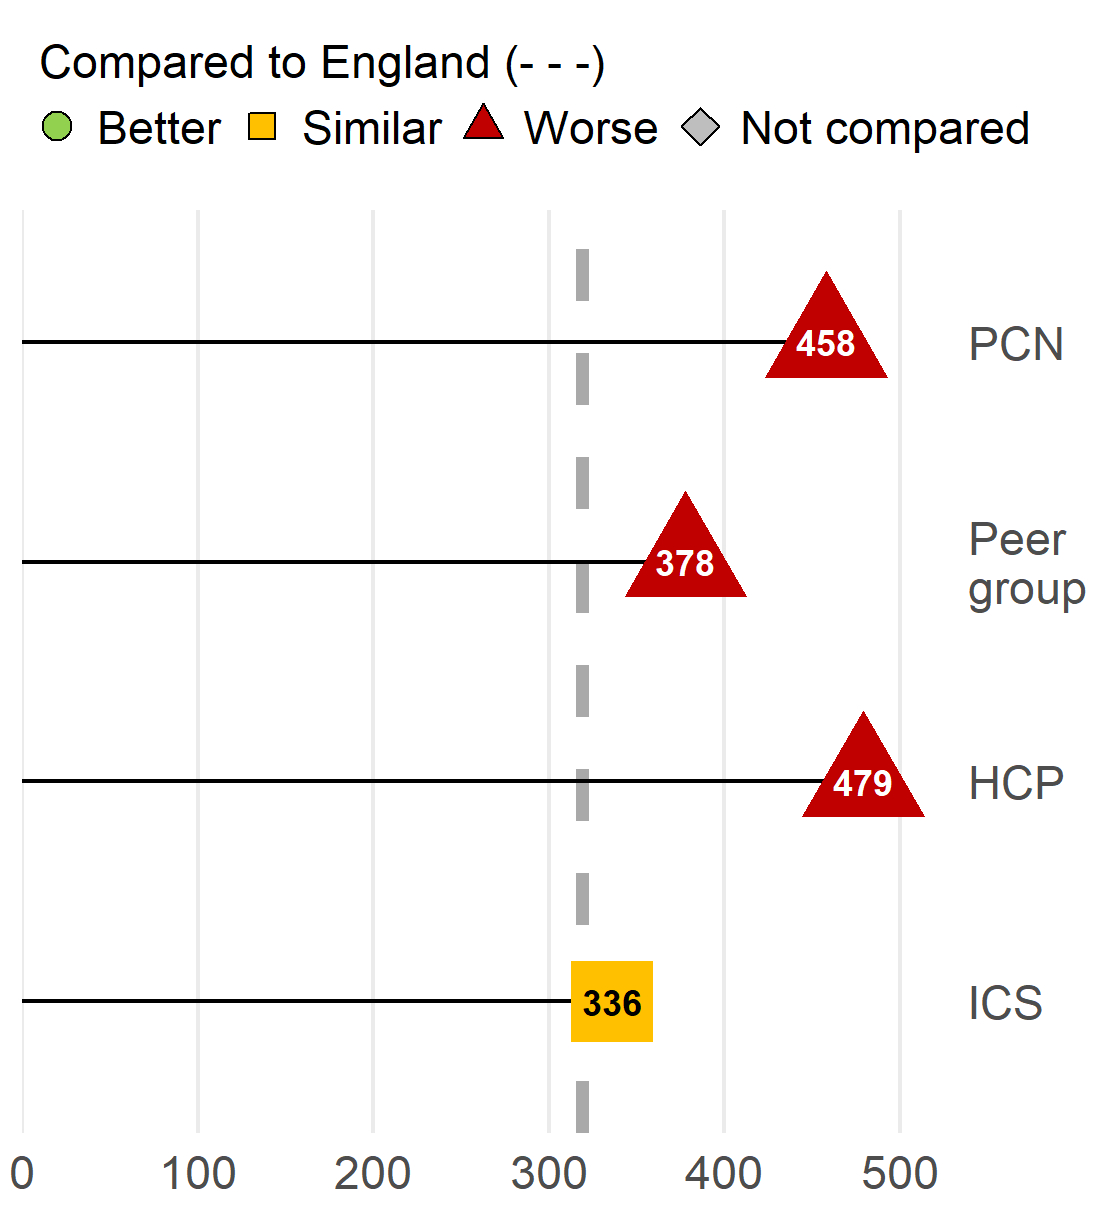 Compared to England (- - -)
Better Similar Worse Not compared
458 PCN
378 Peer
group
479 HCP
336 ICS
0 100 200 300 400 500